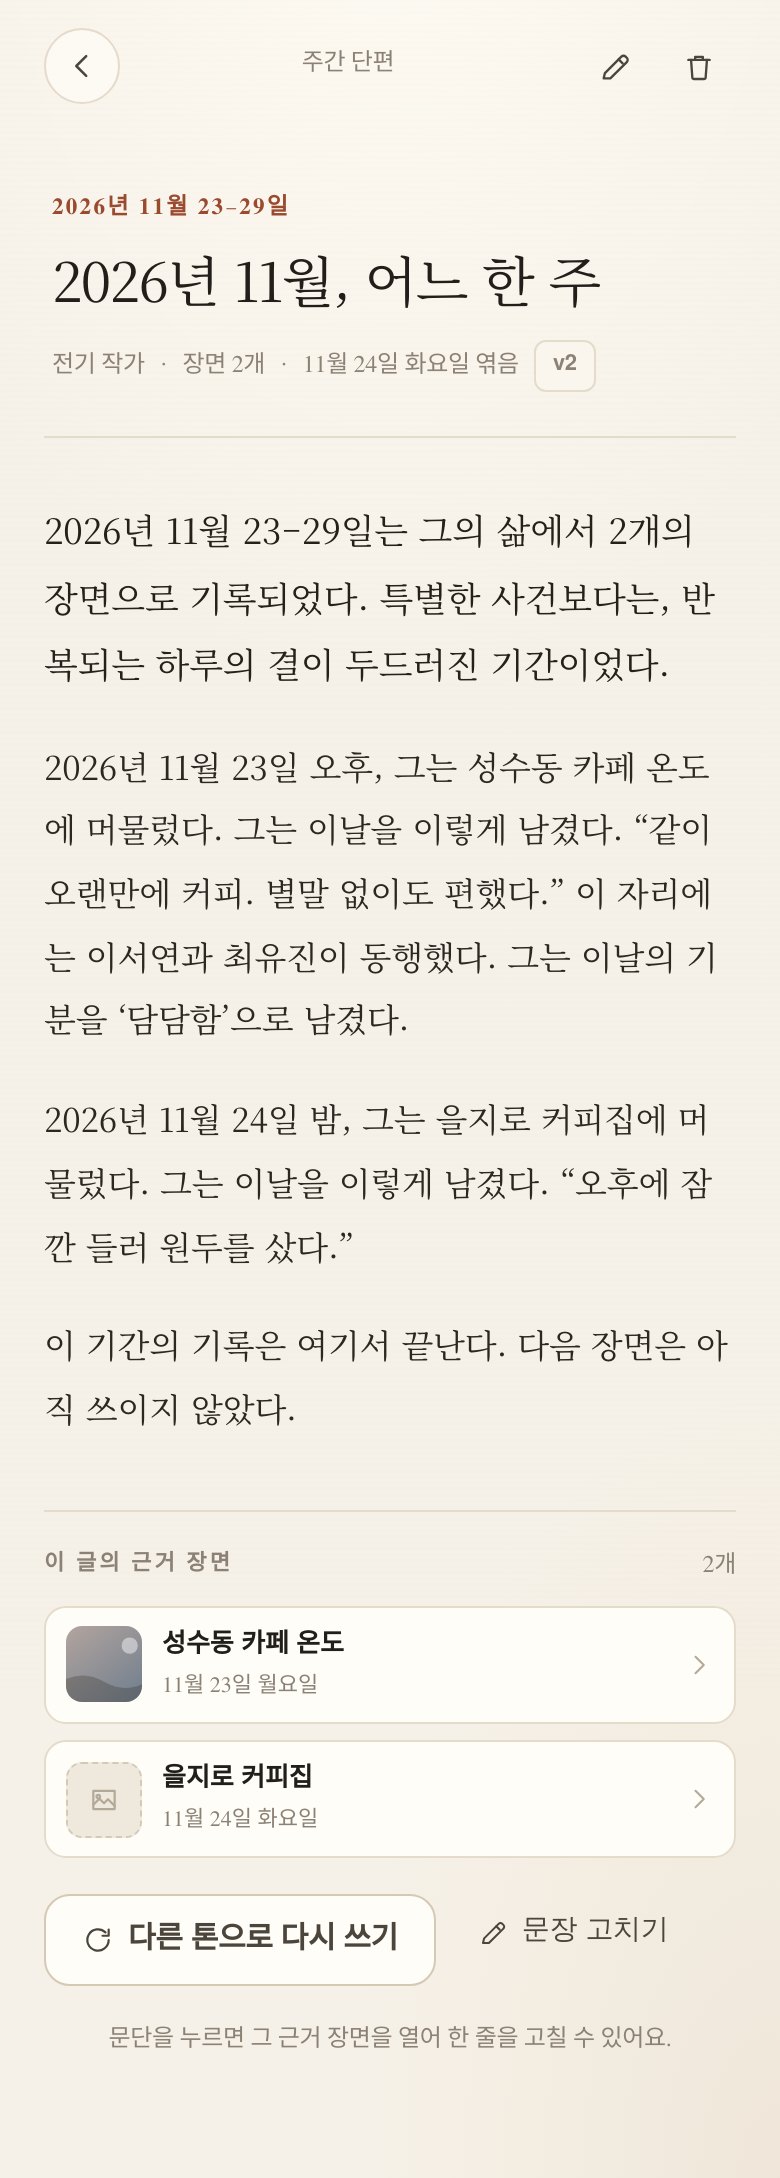 주간 단편
2026년 11월 23–29일
2026년 11월, 어느 한 주
전기 작가 · 장면 2개 · 11월 24일 화요일 엮음 v2
2026년 11월 23–29일는 그의 삶에서 2개의
장면으로 기록되었다. 특별한 사건보다는, 반
복되는 하루의 결이 두드러진 기간이었다.
2026년 11월 23일 오후, 그는 성수동 카페 온도
에 머물렀다. 그는 이날을 이렇게 남겼다. “같이
오랜만에 커피. 별말 없이도 편했다.” 이 자리에
는 이서연과 최유진이 동행했다. 그는 이날의 기
분을 ‘담담함’으로 남겼다.
2026년 11월 24일 밤, 그는 을지로 커피집에 머
물렀다. 그는 이날을 이렇게 남겼다. “오후에 잠
깐 들러 원두를 샀다.”
이 기간의 기록은 여기서 끝난다. 다음 장면은 아
직 쓰이지 않았다.
이 글의 근거 장면 2개
성수동 카페 온도
11월 23일 월요일
을지로 커피집
11월 24일 화요일
다른 톤으로 다시 쓰기 문장 고치기
문단을 누르면 그 근거 장면을 열어 한 줄을 고칠 수 있어요.